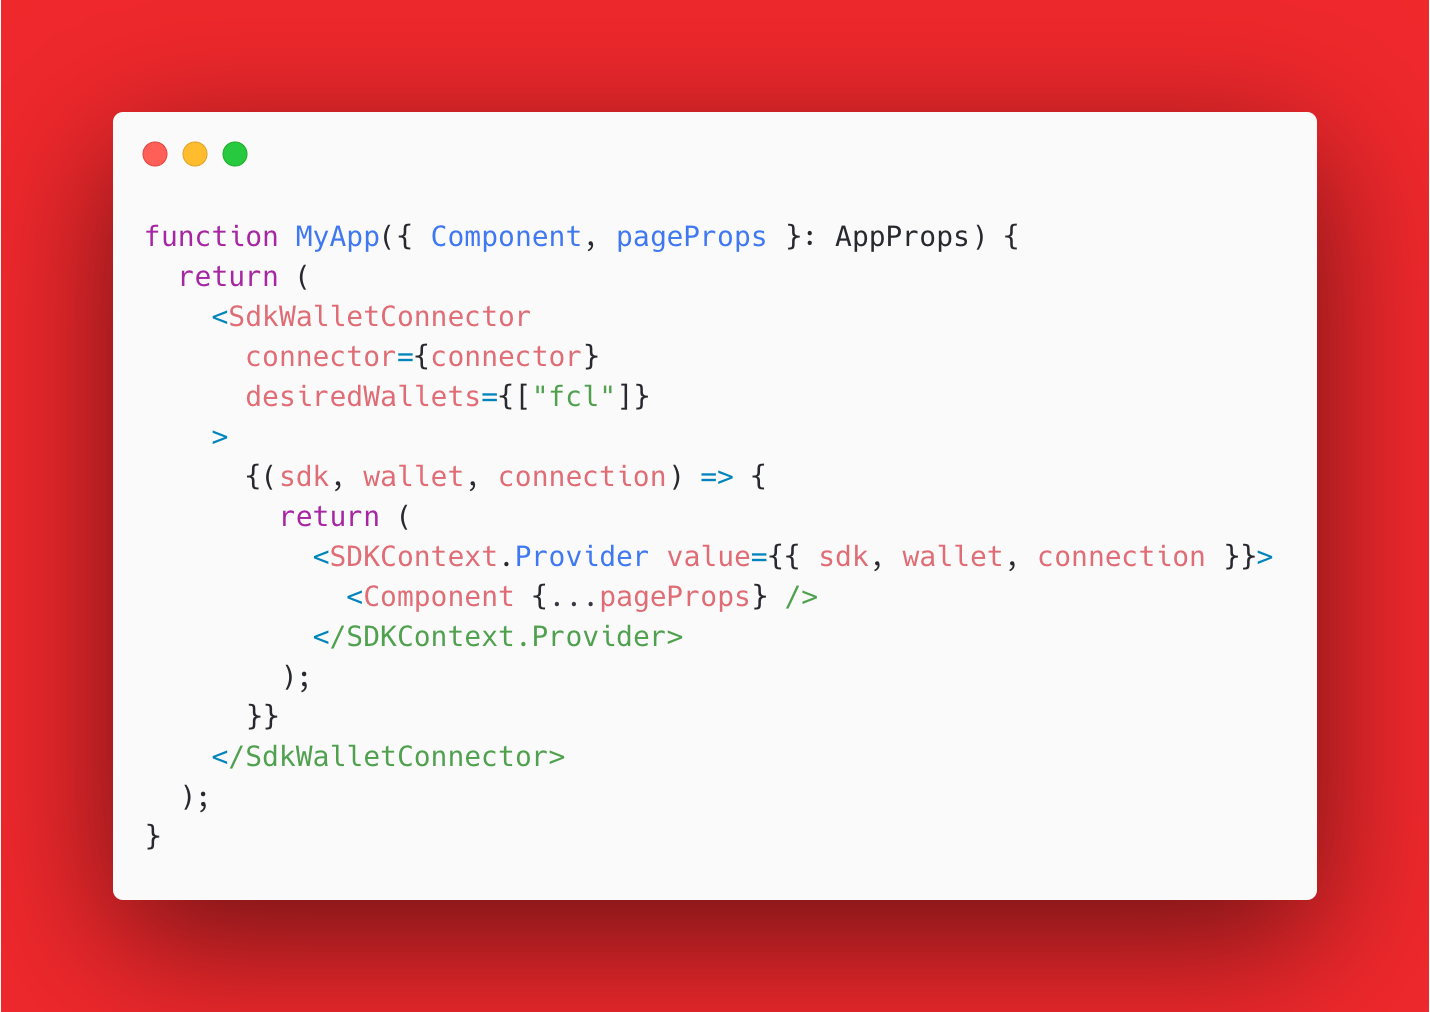 function MyApp({ Component, pageProps }: AppProps) {
  return (
    <SdkWalletConnector
      connector={connector}
      desiredWallets={["fcl"]}
    >
      {(sdk, wallet, connection) => {
        return (
          <SDKContext.Provider value={{ sdk, wallet, connection }}>
            <Component {...pageProps} />
          </SDKContext.Provider>
        );
      }}
    </SdkWalletConnector>
  );
}